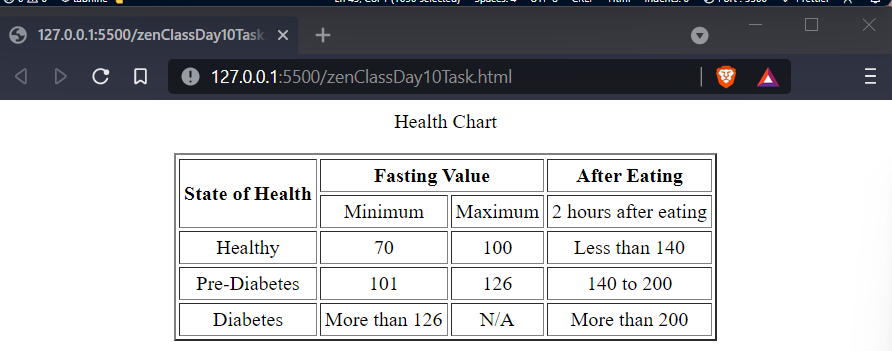 127.0.0.1:5500/zenClassDay10Task
127.0.0.1:5500/zenClassDay10Task.html
Health Chart
State of Health Fasting Value After Eating
Minimum Maximum 2 hours after eating
Healthy 70 100 Less than 140
Pre-Diabetes 101 126 140 to 200
Diabetes More than 126 N/A More than 200